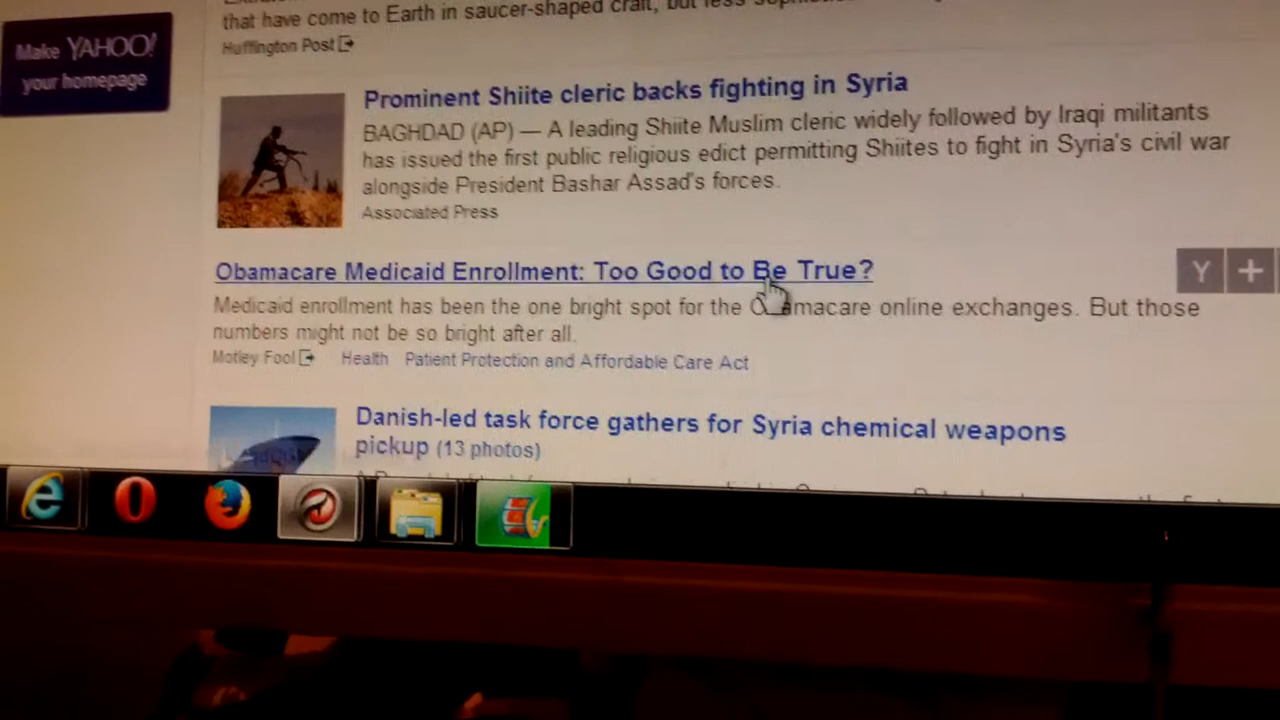 that have come to Earth in saucer-shaped craft, but less
Huffington Post
Make YAHOO!
your homepage
Prominent Shiite cleric backs fighting in Syria
BAGHDAD (AP) — A leading Shiite Muslim cleric widely followed by Iraqi militants
has issued the first public religious edict permitting Shiites to fight in Syria's civil war
alongside President Bashar Assad's forces.
Associated Press
Obamacare Medicaid Enrollment: Too Good to Be True?
Y +
Medicaid enrollment has been the one bright spot for the Obamacare online exchanges. But those
numbers might not be so bright after all.
Motley Fool Health Patient Protection and Affordable Care Act
Danish-led task force gathers for Syria chemical weapons
pickup (13 photos)